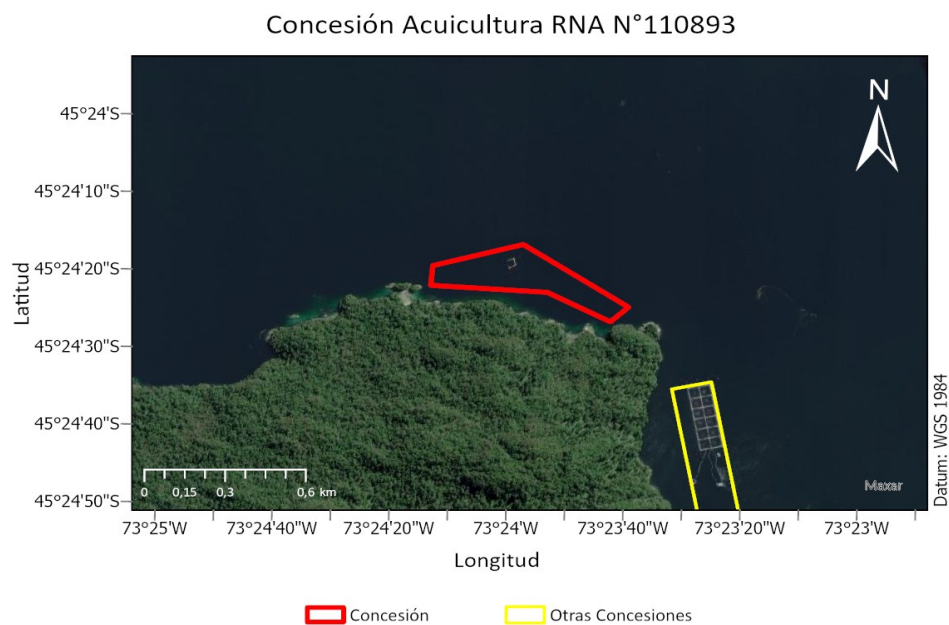 Concesión Acuicultura RNA N°110893
N
45°24'S
45°24'10"S
45°24'20"S
45°24'30"S
45°24'40"S
45°24'50"S
Latitud
0 0,15 0,3 0,6 km
Maxar
Datum: WGS 1984
73°25'W 73°24'40"W 73°24'20"W 73°24'W 73°23'40"W 73°23'20"W 73°23'W
Longitud
Concesión Otras Concesiones